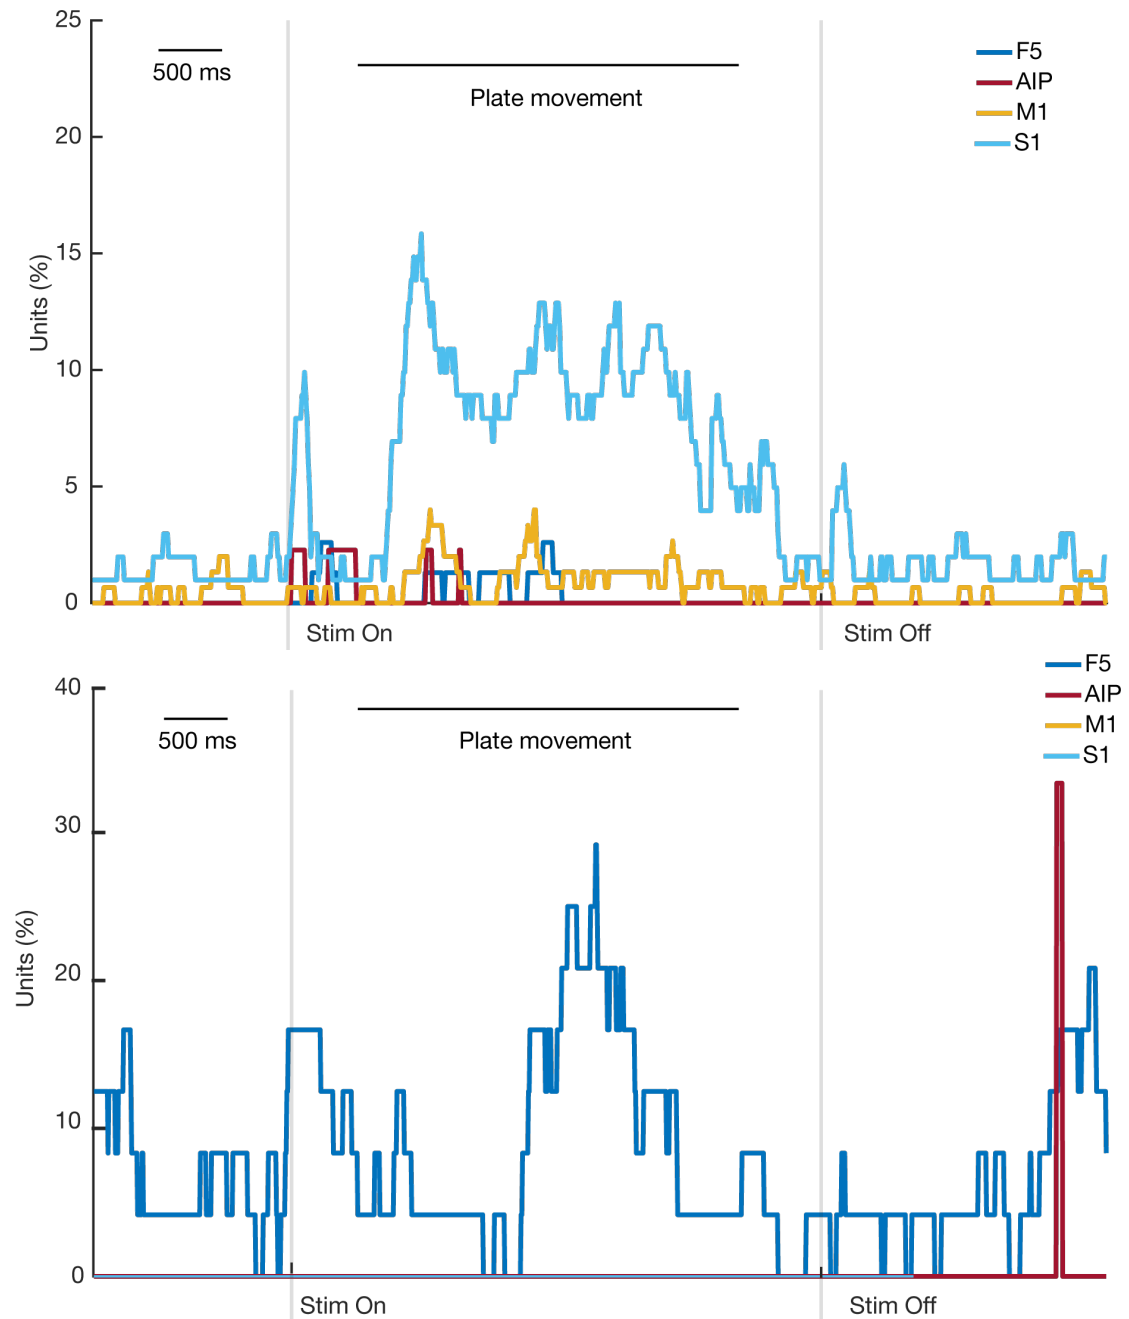 25
500 ms
Plate movement
F5
AIP
M1
S1
20
15
10
5
0
Units (%)
Stim On
Stim Off
F5
AIP
M1
S1
40
500 ms
Plate movement
30
20
10
0
Units (%)
Stim On
Stim Off